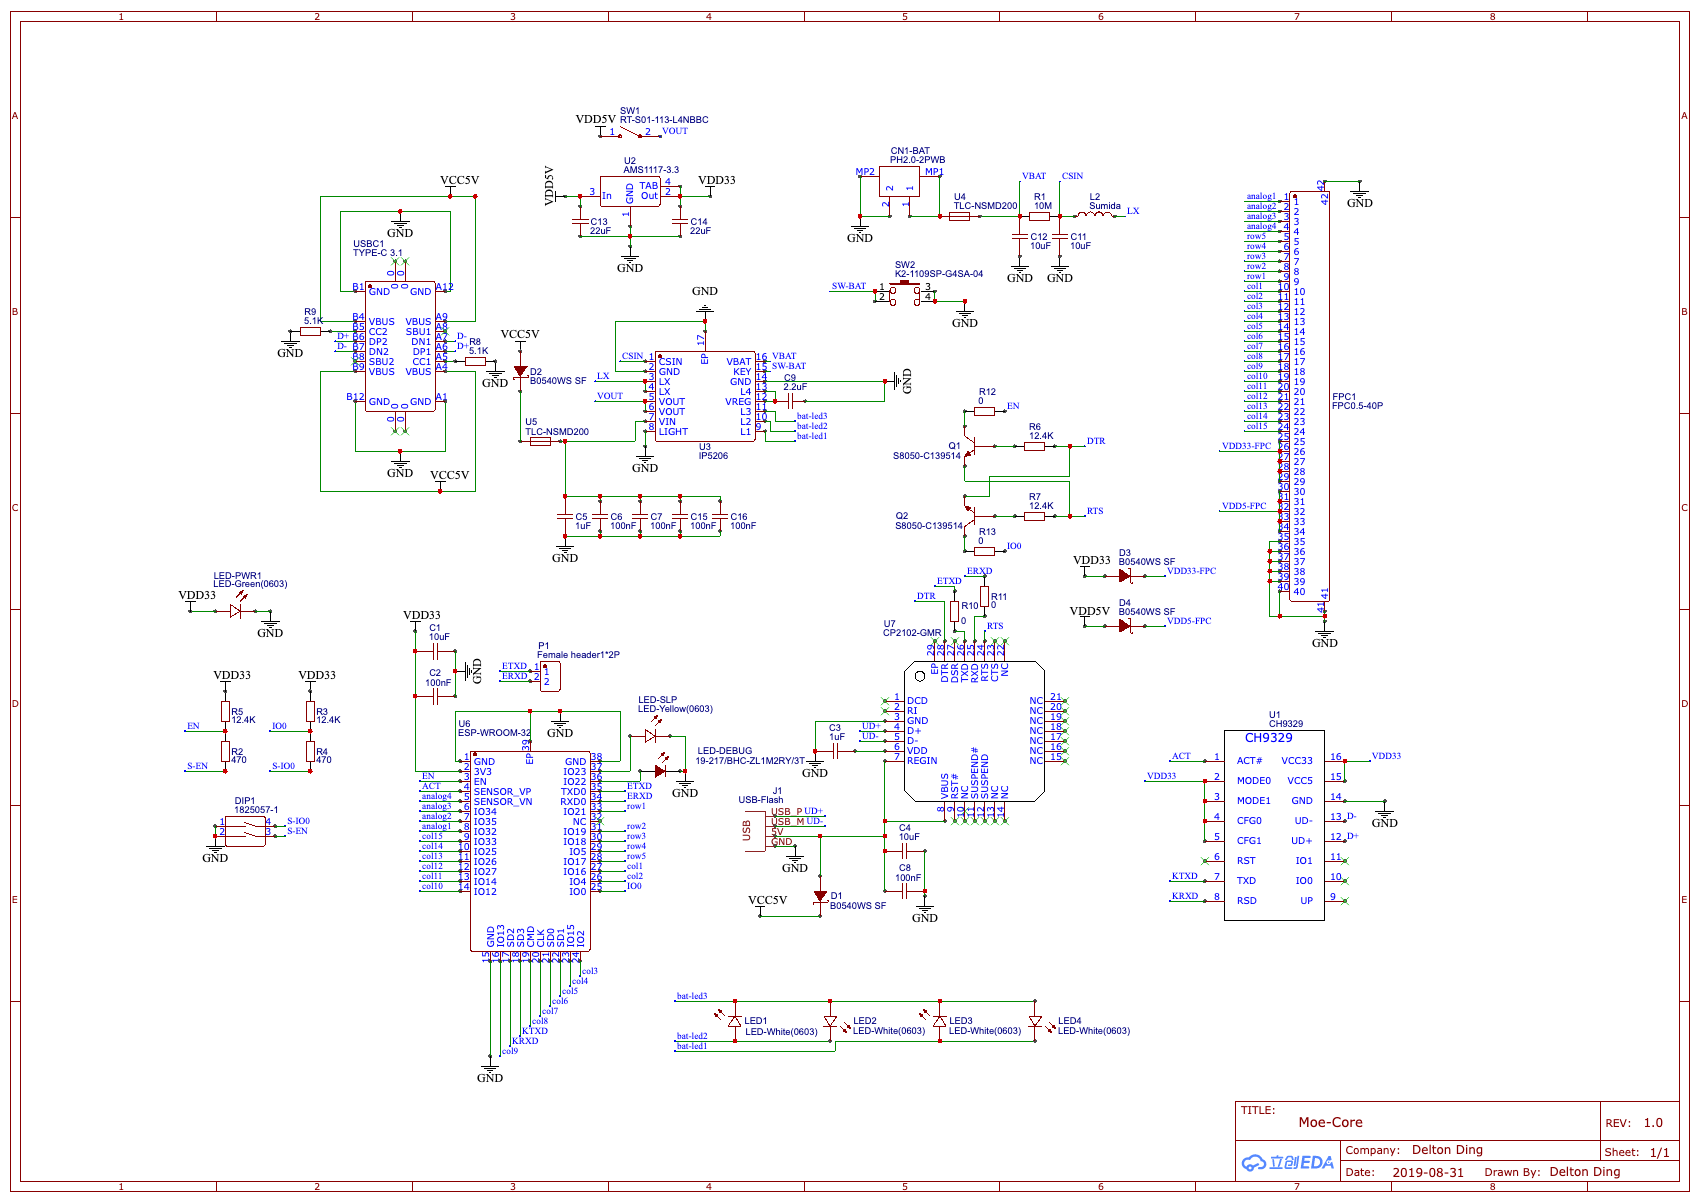 1 2 3 4 5 6 7 8
A
B
C
D
E
SW1
RT-S01-113-L4NBBC
VDD5V
1 2
VOUT
U2
AMS1117-3.3
VDD5V
3 In
GND
1
TAB 4
Out 2
VDD33
C13
22uF
C14
22uF
GND
CN1-BAT
PH2.0-2PWB
MP2 MP1
2 1
2 1
GND
U4
TLC-NSMD200
VBAT
CSIN
R1
10M
L2
Sumida
LX
C12
10uF
C11
10uF
GND
GND
SW2
K2-1109SP-G4SA-04
SW-BAT
1 3
2 4
GND
VCC5V
GND
USBC1
TYPE-C 3.1
0 0
0 0
B1 GND GND A12
B4 VBUS VBUS A9
B5 CC2 SBU1 A8
B6 DP2 DN1 A7
B7 DN2 DP1 A6
B8 SBU2 CC1 A5
B9 VBUS VBUS A4
B12 GND GND A1
0 0
0 0
D+
D-
D-
D+
R9
5.1K
GND
R8
5.1K
GND
GND
VCC5V
VCC5V
D2
B0540WS SF
U5
TLC-NSMD200
GND
17
EP
CSIN
LX
VOUT
1 CSIN VBAT 16
2 GND KEY 15
3 LX GND 14
4 LX L4 13
5 VOUT VREG 12
6 VOUT L3 11
7 VIN L2 10
8 LIGHT L1 9
VBAT
SW-BAT
C9
2.2uF
GND
bat-led3
bat-led2
bat-led1
U3
IP5206
GND
C5
1uF
C6
100nF
C7
100nF
C15
100nF
C16
100nF
GND
R12
0
EN
Q1
S8050-C139514
R6
12.4K
DTR
Q2
S8050-C139514
R7
12.4K
RTS
R13
0
IO0
VDD33
D3
B0540WS SF
VDD33-FPC
VDD5V
D4
B0540WS SF
VDD5-FPC
42
42
GND
analog1 1 1
analog2 2 2
analog3 3 3
analog4 4 4
row5 5 5
row4 6 6
row3 7 7
row2 8 8
row1 9 9
col1 10 10
col2 11 11
col3 12 12
col4 13 13
col5 14 14
col6 15 15
col7 16 16
col8 17 17
col9 18 18
col10 19 19
col11 20 20
col12 21 21
col13 22 22
col14 23 23
col15 24 24
25 25
VDD33-FPC 26 26
27 27
28 28
29 29
30 30
31 31
VDD5-FPC 32 32
33 33
34 34
35 35
36 36
37 37
38 38
39 39
40 40
41
41
FPC1
FPC0.5-40P
GND
LED-PWR1
LED-Green(0603)
VDD33
GND
VDD33
R5
12.4K
EN
R2
470
S-EN
VDD33
R3
12.4K
IO0
R4
470
S-IO0
DIP1
1825057-1
1 4 S-IO0
2 3 S-EN
GND
VDD33
C1
10uF
C2
100nF
GND
P1
Female header1*2P
ETXD 1 1
ERXD 2 2
U6
ESP-WROOM-32
39
EP
GND
LED-SLP
LED-Yellow(0603)
LED-DEBUG
19-217/BHC-ZL1M2RY/3T
GND
1 GND GND 38
2 3V3 IO23 37
EN 3 EN IO22 36
ACT 4 SENSOR_VP TXD0 35 ETXD
analog4 5 SENSOR_VN RXD0 34 ERXD
analog3 6 IO34 IO21 33 row1
analog2 7 IO35 NC 32
analog1 8 IO32 IO19 31 row2
col15 9 IO33 IO18 30 row3
col14 10 IO25 IO5 29 row4
col13 11 IO26 IO17 28 row5
col12 12 IO27 IO16 27 col1
col11 13 IO14 IO4 26 col2
col10 14 IO12 IO0 25 IO0
GND IO13 SD2 SD3 CMD CLK SD0 SD1 IO15 IO2
15 16 17 18 19 20 21 22 23 24
col3
col4
col5
col6
col7
col8
KTXD
KRXD
col9
GND
ERXD
ETXD
DTR
R10
0
R11
0
RTS
U7
CP2102-GMR
29 28 27 26 25 24 23 22
EP DTR DSR TXD RXD RTS CTS NC
1 DCD NC 21
2 RI NC 20
3 GND NC 19
UD+ 4 D+ NC 18
UD- 5 D- NC 17
6 VDD NC 16
7 REGIN NC 15
VBUS RST# NC SUSPEND# SUSPEND NC NC
8 9 10 11 12 13 14
C3
1uF
GND
J1
USB-Flash
USB
USB_P UD+
USB_M UD-
5V
GND
GND
C4
10uF
C8
100nF
GND
VCC5V
D1
B0540WS SF
U1
CH9329
CH9329
ACT 1 ACT# VCC33 16 VDD33
VDD33 2 MODE0 VCC5 15
3 MODE1 GND 14
4 CFG0 UD- 13 D-
5 CFG1 UD+ 12 D+
6 RST IO1 11
KTXD 7 TXD IO0 10
KRXD 8 RSD UP 9
GND
bat-led3
bat-led2
bat-led1
LED1
LED-White(0603)
LED2
LED-White(0603)
LED3
LED-White(0603)
LED4
LED-White(0603)
TITLE:
Moe-Core
REV: 1.0
立创EDA
Company: Delton Ding
Sheet: 1/1
Date: 2019-08-31 Drawn By: Delton Ding
A
B
C
D
E
1 2 3 4 5 6 7 8